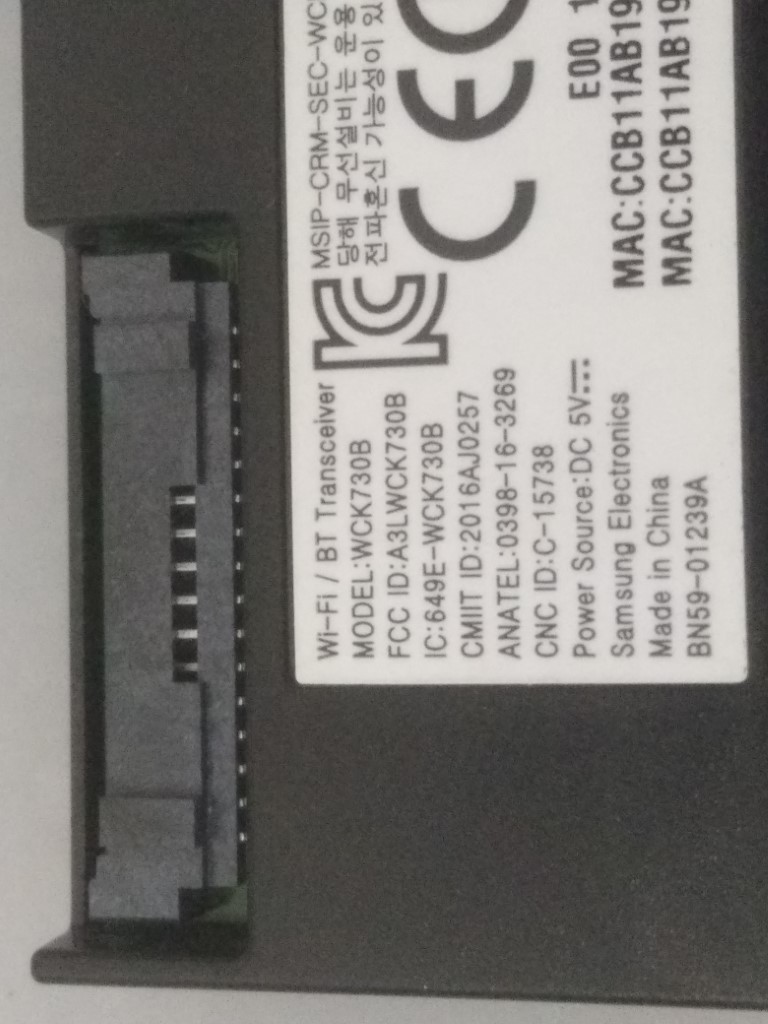 Wi-Fi / BT Transceiver
MODEL:WCK730B
FCC ID:A3LWCK730B
IC:649E-WCK730B
CMIIT ID:2016AJ0257
ANATEL:0398-16-3269
CNC ID:C-15738
Power Source:DC 5V⎓
Samsung Electronics
Made in China
BN59-01239A
MSIP-CRM-SEC-WC
당해 무선설비는 운용
전파혼신 가능성이 있
CE
E00 1
MAC:CCB11AB19
MAC:CCB11AB19